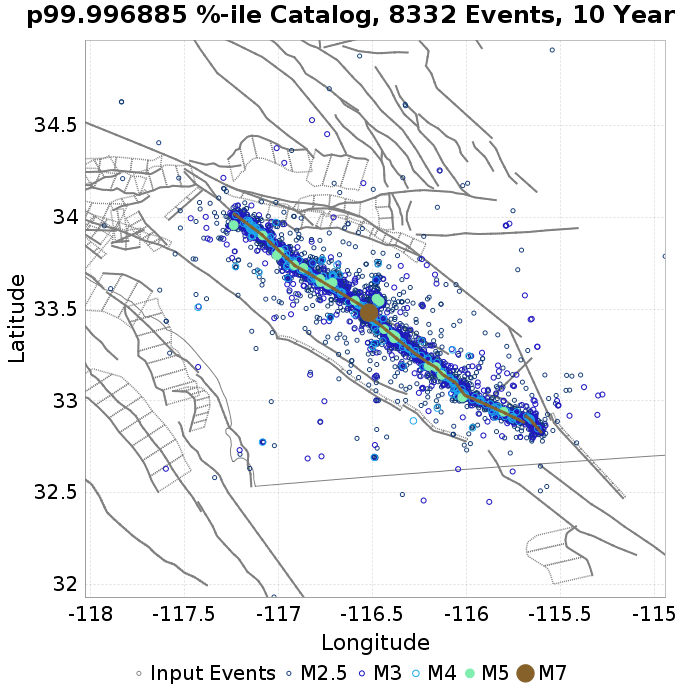 p99.996885 %-ile Catalog, 8332 Events, 10 Year
34.5
34
33.5
33
32.5
32
Latitude
-118 -117.5 -117 -116.5 -116 -115.5 -115
Longitude
Input Events M2.5 M3 M4 M5 M7